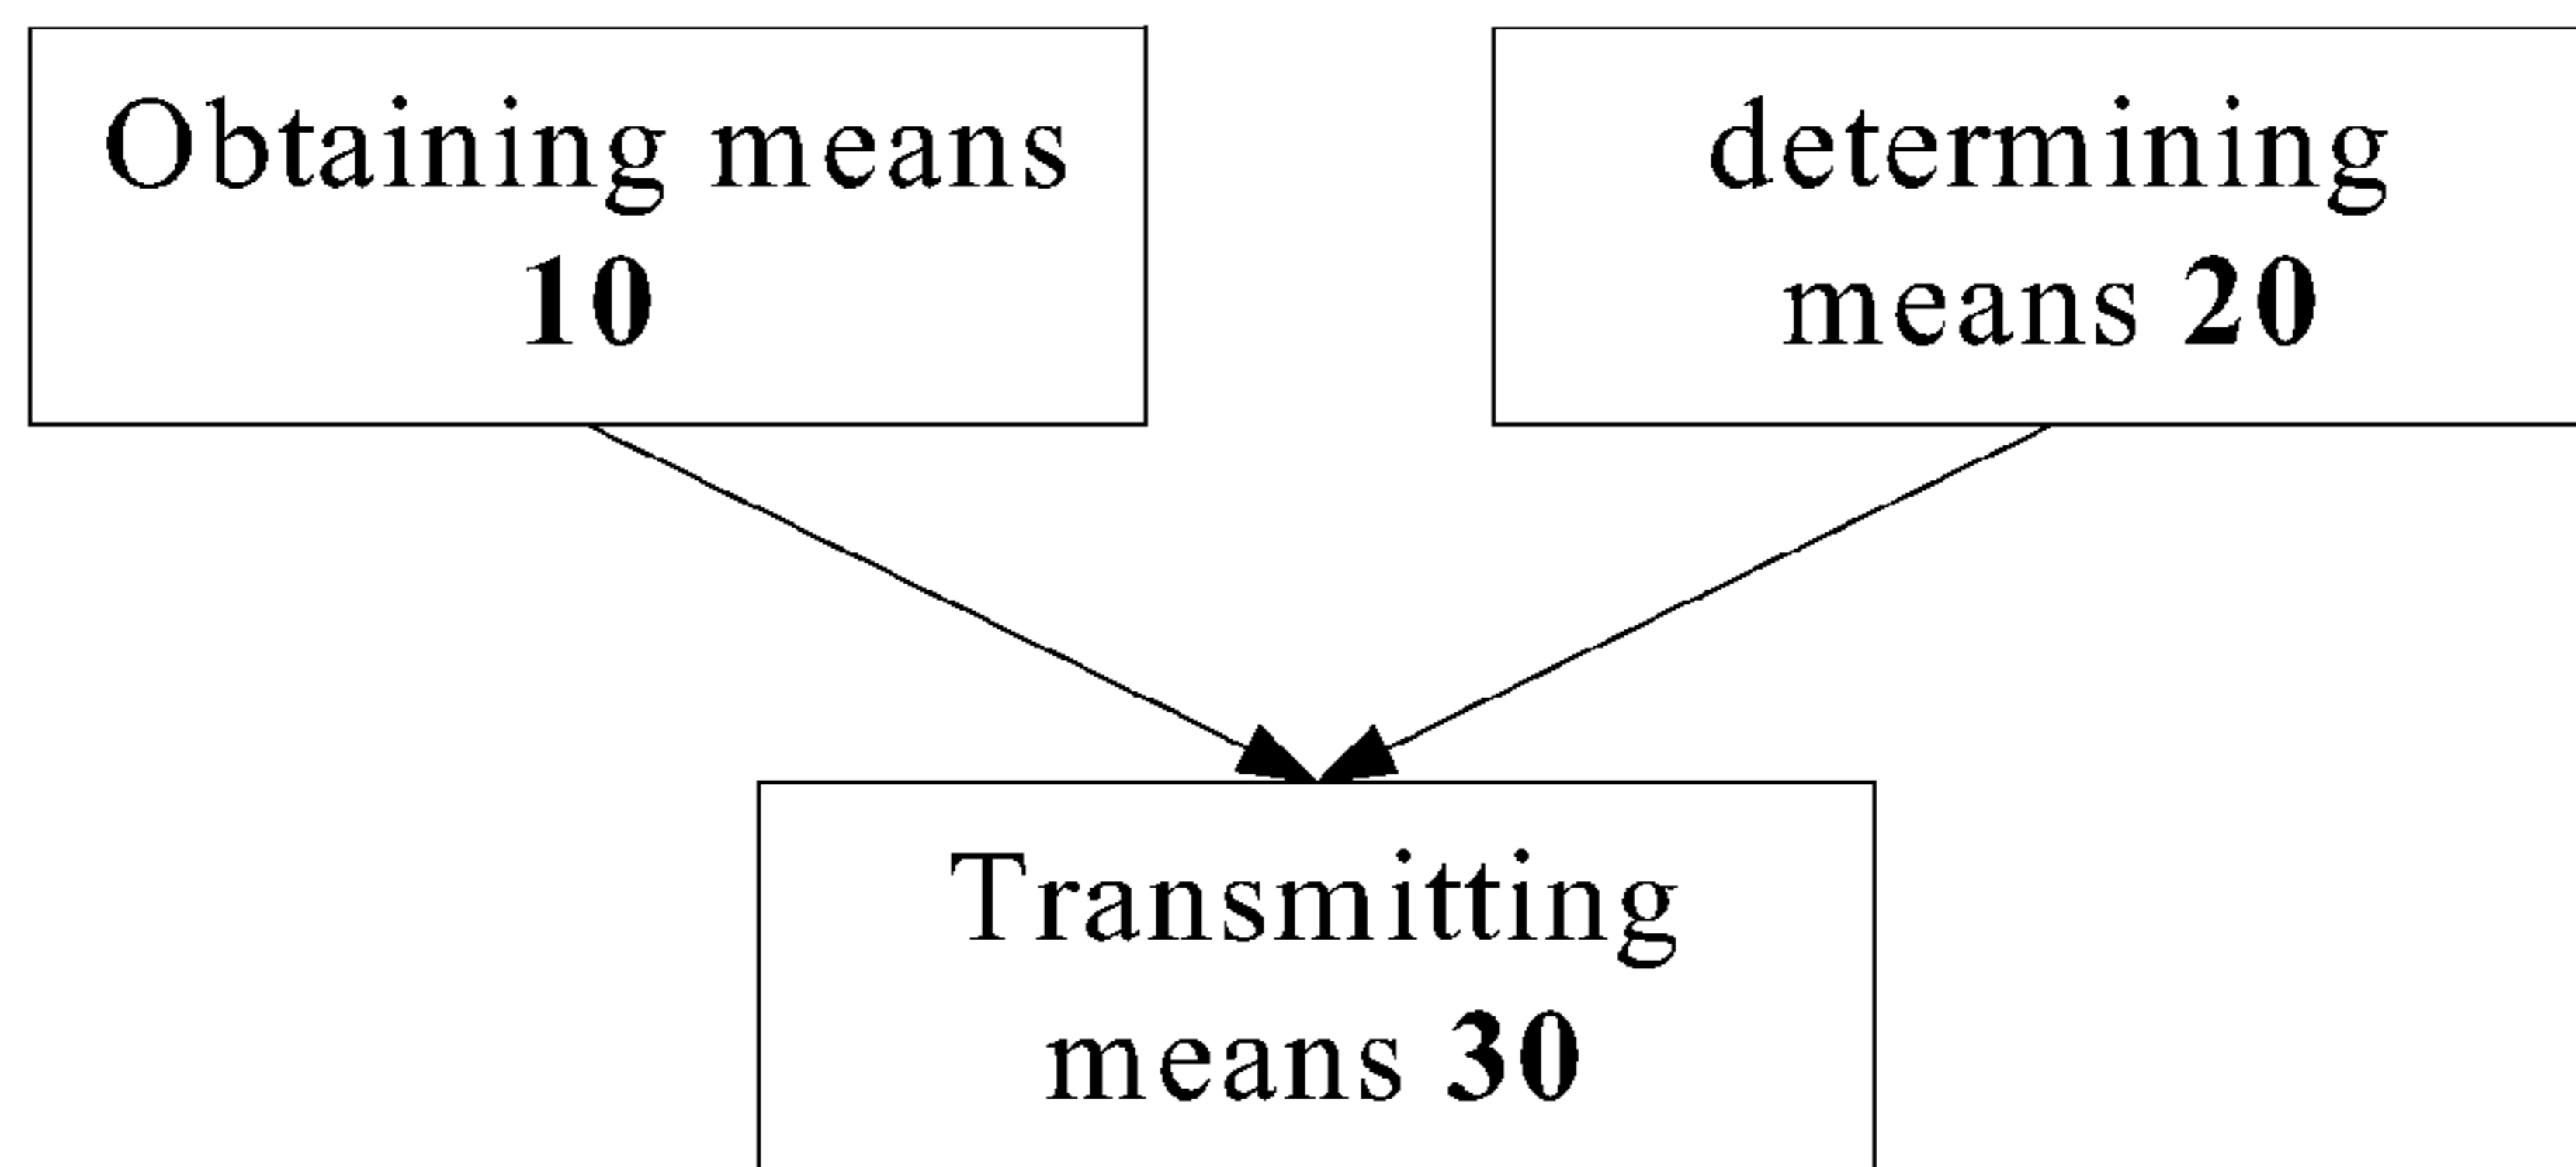 Obtaining means
10
determining
means 20
Transmitting
means 30